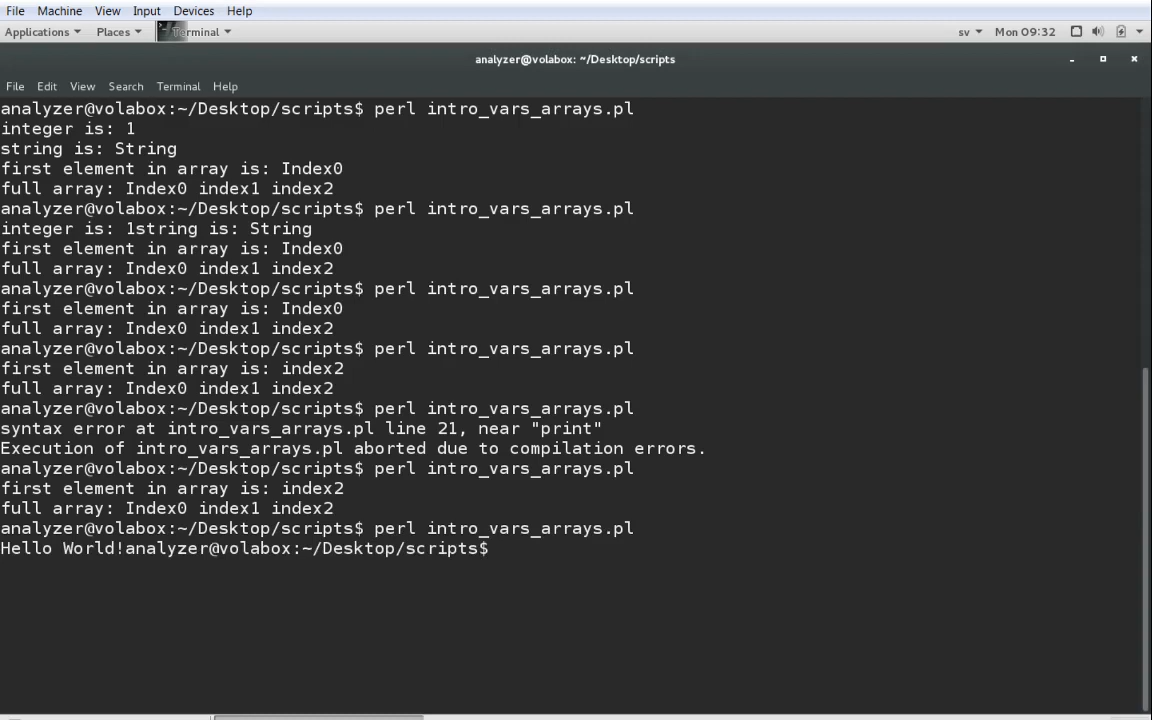 File Machine View Input Devices Help
Applications Places Terminal sv Mon 09:32
analyzer@volabox: ~/Desktop/scripts
File Edit View Search Terminal Help
analyzer@volabox:~/Desktop/scripts$ perl intro_vars_arrays.pl
integer is: 1
string is: String
first element in array is: Index0
full array: Index0 index1 index2
analyzer@volabox:~/Desktop/scripts$ perl intro_vars_arrays.pl
integer is: 1string is: String
first element in array is: Index0
full array: Index0 index1 index2
analyzer@volabox:~/Desktop/scripts$ perl intro_vars_arrays.pl
first element in array is: Index0
full array: Index0 index1 index2
analyzer@volabox:~/Desktop/scripts$ perl intro_vars_arrays.pl
first element in array is: index2
full array: Index0 index1 index2
analyzer@volabox:~/Desktop/scripts$ perl intro_vars_arrays.pl
syntax error at intro_vars_arrays.pl line 21, near "print"
Execution of intro_vars_arrays.pl aborted due to compilation errors.
analyzer@volabox:~/Desktop/scripts$ perl intro_vars_arrays.pl
first element in array is: index2
full array: Index0 index1 index2
analyzer@volabox:~/Desktop/scripts$ perl intro_vars_arrays.pl
Hello World!analyzer@volabox:~/Desktop/scripts$